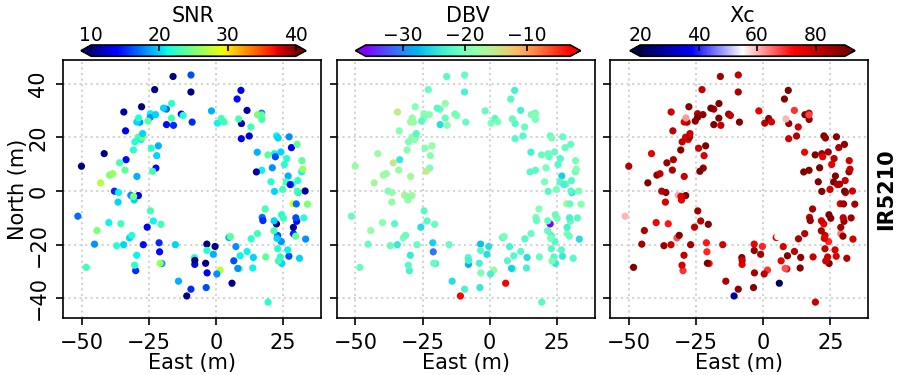 SNR DBV Xc
10 20 30 40 −30 −20 −10 20 40 60 80
North (m)
40
20
0
−20
−40
IR5210
−50 −25 0 25 −50 −25 0 25 −50 −25 0 25
East (m) East (m) East (m)